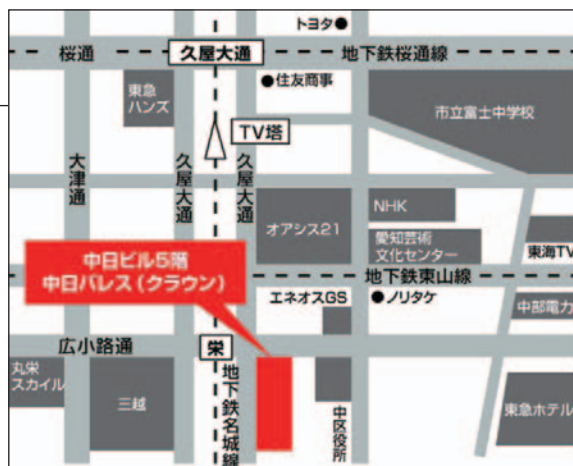 トヨタ●
桜通
久屋大通
地下鉄桜通線
●住友商事
東急
ハンズ
市立富士中学校
TV塔
大津通
久屋大通
久屋大通
NHK
オアシス21
愛知芸術
文化センター
東海TV
中日ビル5階
中日パレス(クラウン)
地下鉄東山線
エネオスGS
●ノリタケ
中部電力
広小路通
栄
丸栄
スカイル
三越
地下鉄名城線
中区役所
東急ホテル